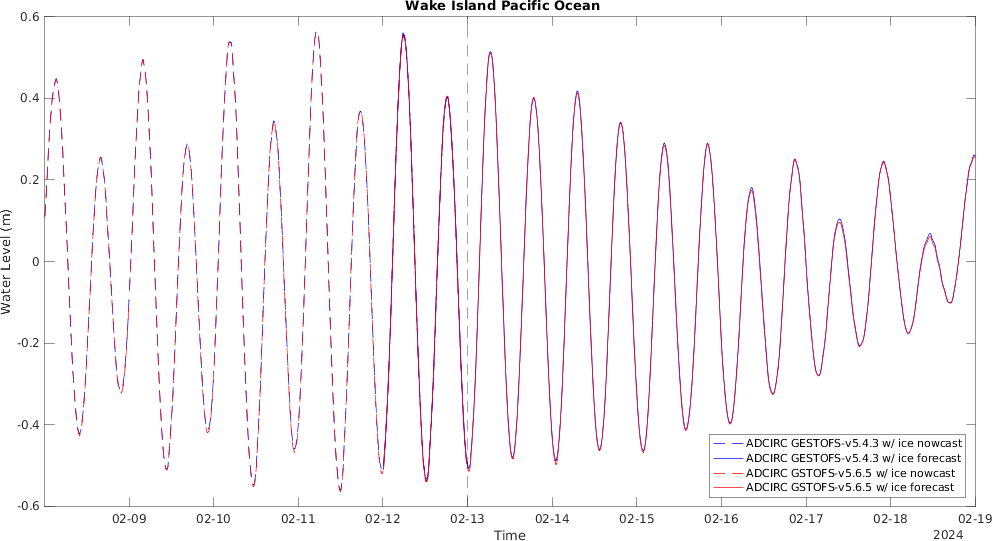 Wake Island Pacific Ocean
0.6
0.4
0.2
0
-0.2
-0.4
-0.6
Water Level (m)
ADCIRC GESTOFS-v5.4.3 w/ ice nowcast
ADCIRC GESTOFS-v5.4.3 w/ ice forecast
ADCIRC GSTOFS-v5.6.5 w/ ice nowcast
ADCIRC GSTOFS-v5.6.5 w/ ice forecast
02-09 02-10 02-11 02-12 02-13 02-14 02-15 02-16 02-17 02-18 02-19
Time
2024